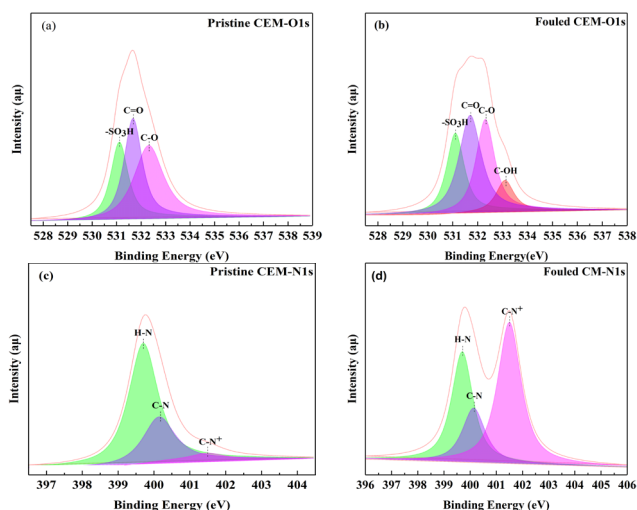 (a)
Pristine CEM-O1s
Intensity (aμ)
-SO3H
C=O
C-O
528 529 530 531 532 533 534 535 536 537 538 539
Binding Energy (eV)
(b)
Fouled CEM-O1s
Intensity (aμ)
-SO3H
C=O
C-O
C-OH
528 529 530 531 532 533 534 535 536 537 538
Binding Energy(eV)
(c)
Pristine CEM-N1s
Intensity (aμ)
H-N
C-N
C-N+
397 398 399 400 401 402 403 404
Binding Energy (eV)
(d)
Fouled CM-N1s
Intensity (aμ)
H-N
C-N
C-N+
396 397 398 399 400 401 402 403 404 405 406
Binding Energy (eV)